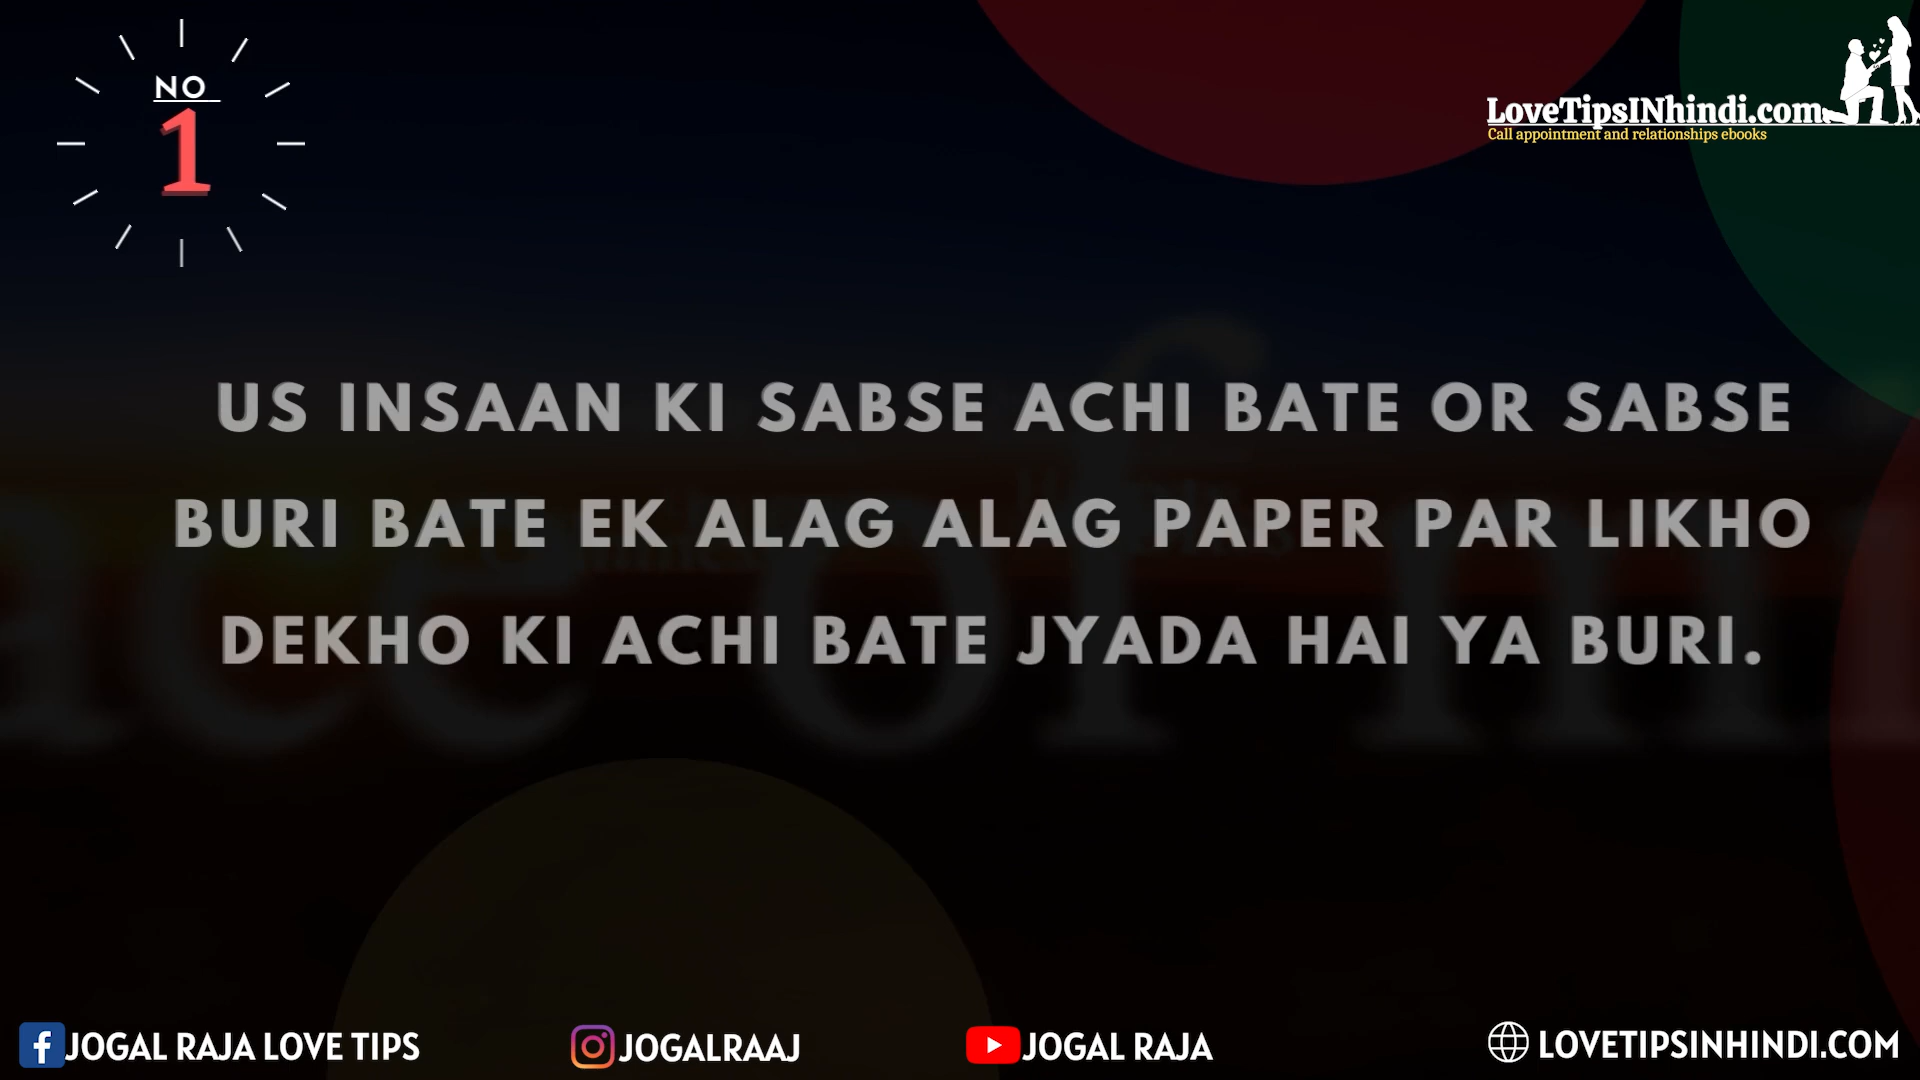 NO
1
LoveTipsINhindi.com
Call appointment and relationships ebooks
US INSAAN KI SABSE ACHI BATE OR SABSE
BURI BATE EK ALAG ALAG PAPER PAR LIKHO
DEKHO KI ACHI BATE JYADA HAI YA BURI.
JOGAL RAJA LOVE TIPS
JOGALRAAJ
JOGAL RAJA
LOVETIPSINHINDI.COM